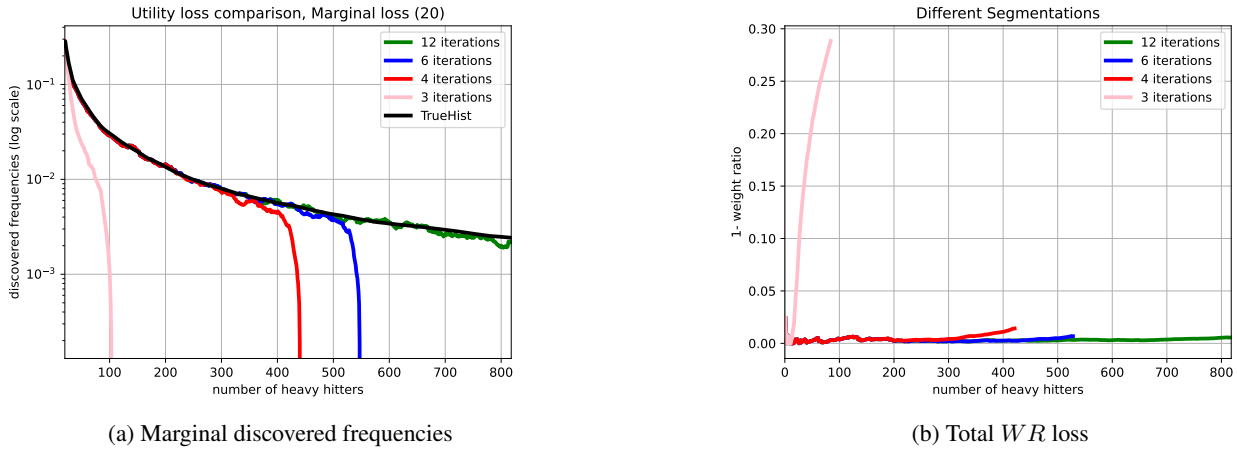 Utility loss comparison, Marginal loss (20)
discovered frequencies (log scale)
10⁻¹
10⁻²
10⁻³
12 iterations
6 iterations
4 iterations
3 iterations
TrueHist
100 200 300 400 500 600 700 800
number of heavy hitters
(a) Marginal discovered frequencies
Different Segmentations
1- weight ratio
0.30
0.25
0.20
0.15
0.10
0.05
0.00
12 iterations
6 iterations
4 iterations
3 iterations
0 100 200 300 400 500 600 700 800
number of heavy hitters
(b) Total WR loss